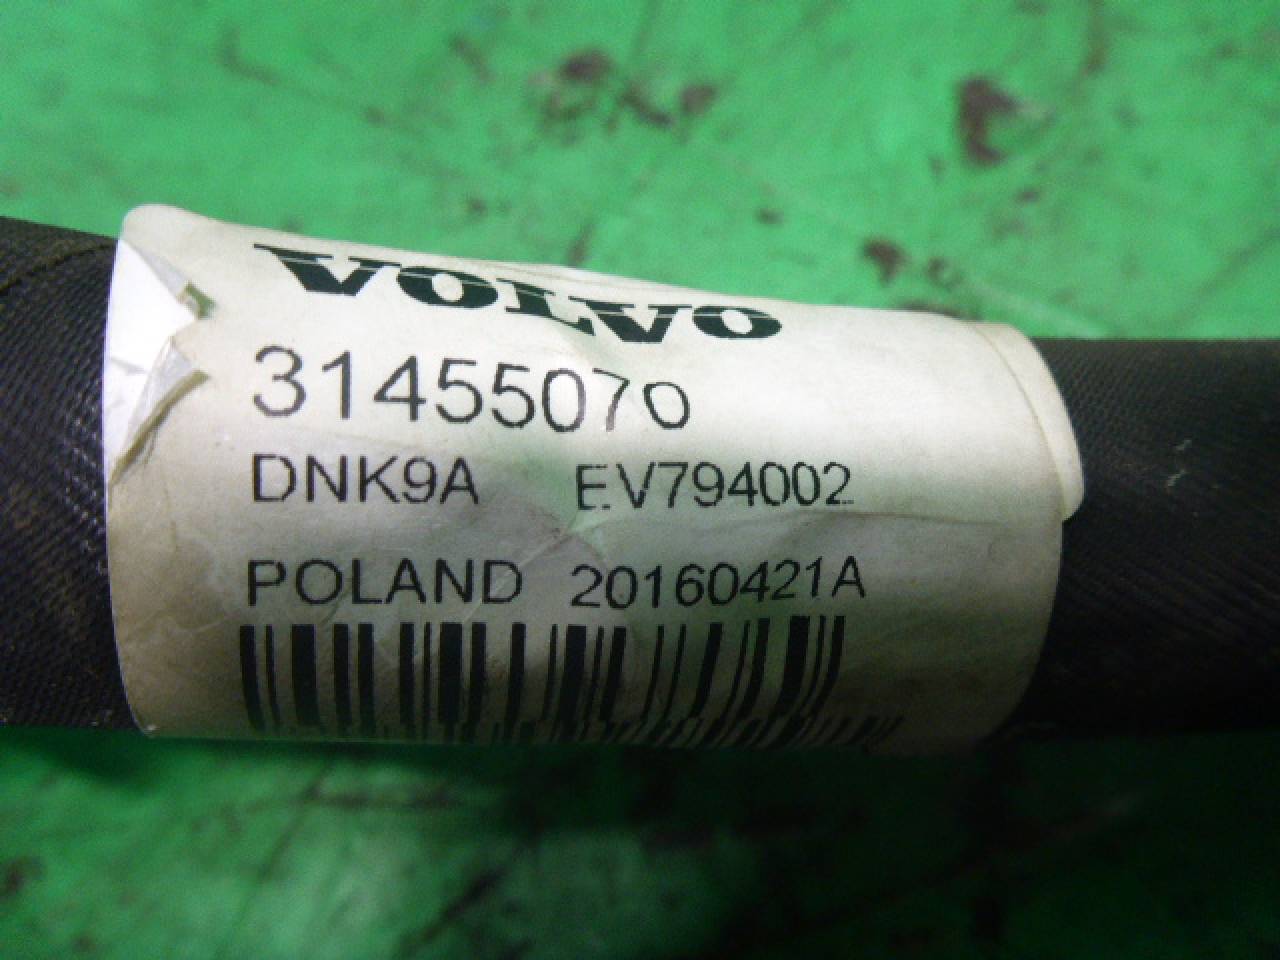 VOLVO
31455070
DNK9A EV794002
POLAND 20160421A